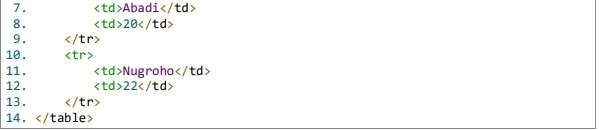 7.         <td>Abadi</td>
8.         <td>20</td>
9.     </tr>
10.     <tr>
11.         <td>Nugroho</td>
12.         <td>22</td>
13.     </tr>
14. </table>